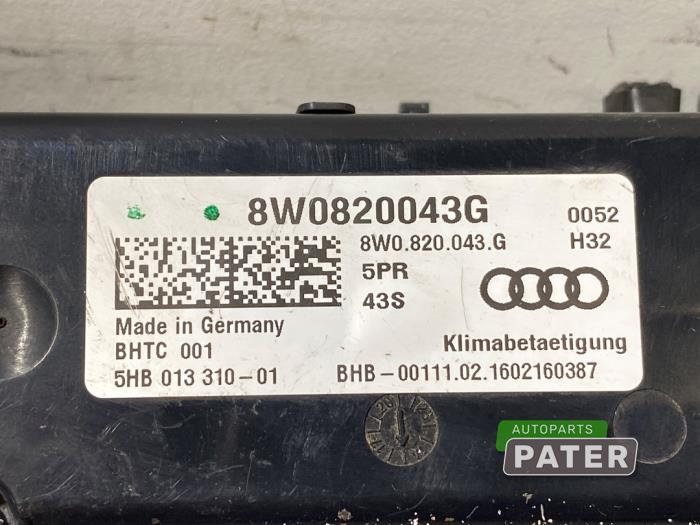 8W0820043G
0052
8W0.820.043.G
H32
5PR
43S
Made in Germany
BHTC 001
Klimabetaetigung
5HB 013 310-01
BHB-00111.02.1602160387
AUTOPARTS
PATER